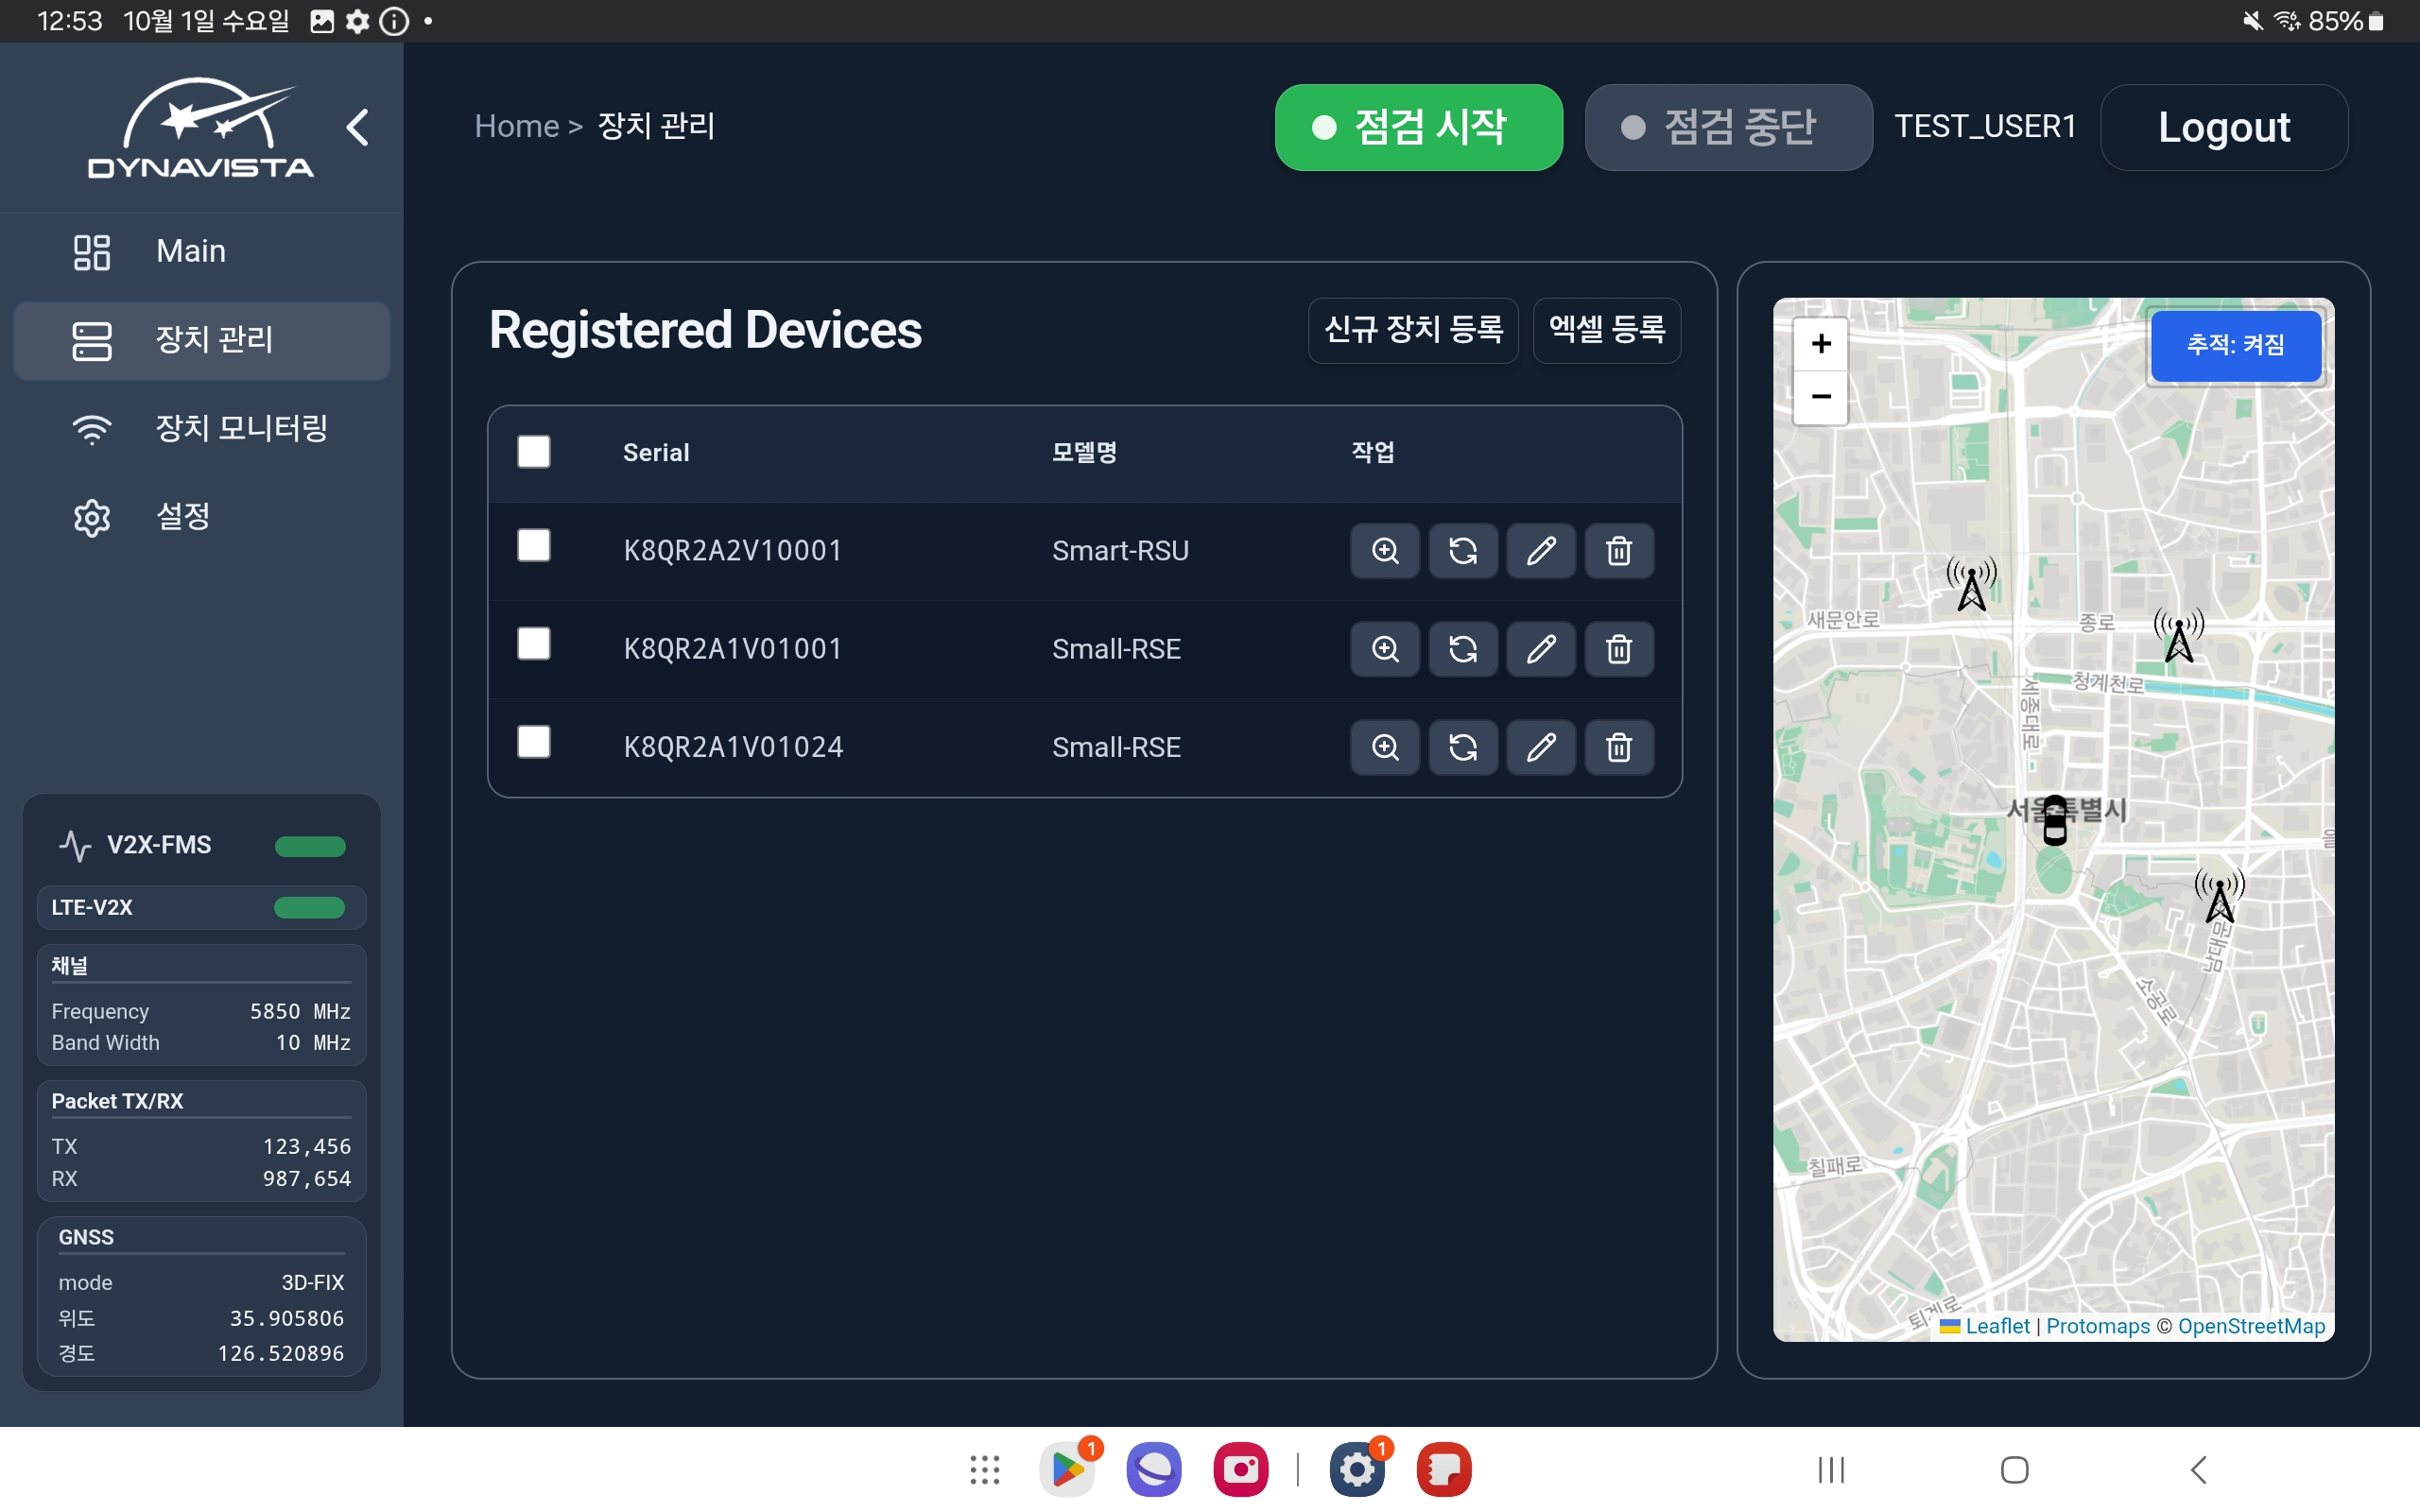 12:53 10월 1일 수요일
85%
DYNAVISTA
Main
장치 관리
장치 모니터링
설정
V2X-FMS
LTE-V2X
채널
Frequency 5850 MHz
Band Width 10 MHz
Packet TX/RX
TX 123,456
RX 987,654
GNSS
mode 3D-FIX
위도 35.905806
경도 126.520896
Home > 장치 관리
점검 시작
점검 중단
TEST_USER1
Logout
Registered Devices
신규 장치 등록
엑셀 등록
Serial 모델명 작업
K8QR2A2V10001 Smart-RSU
K8QR2A1V01001 Small-RSE
K8QR2A1V01024 Small-RSE
+
−
추적: 켜짐
새문안로
종로
청계천로
세종대로
서울특별시
을
남대문
소공로
칠패로
퇴계로
Leaflet | Protomaps © OpenStreetMap
1
1